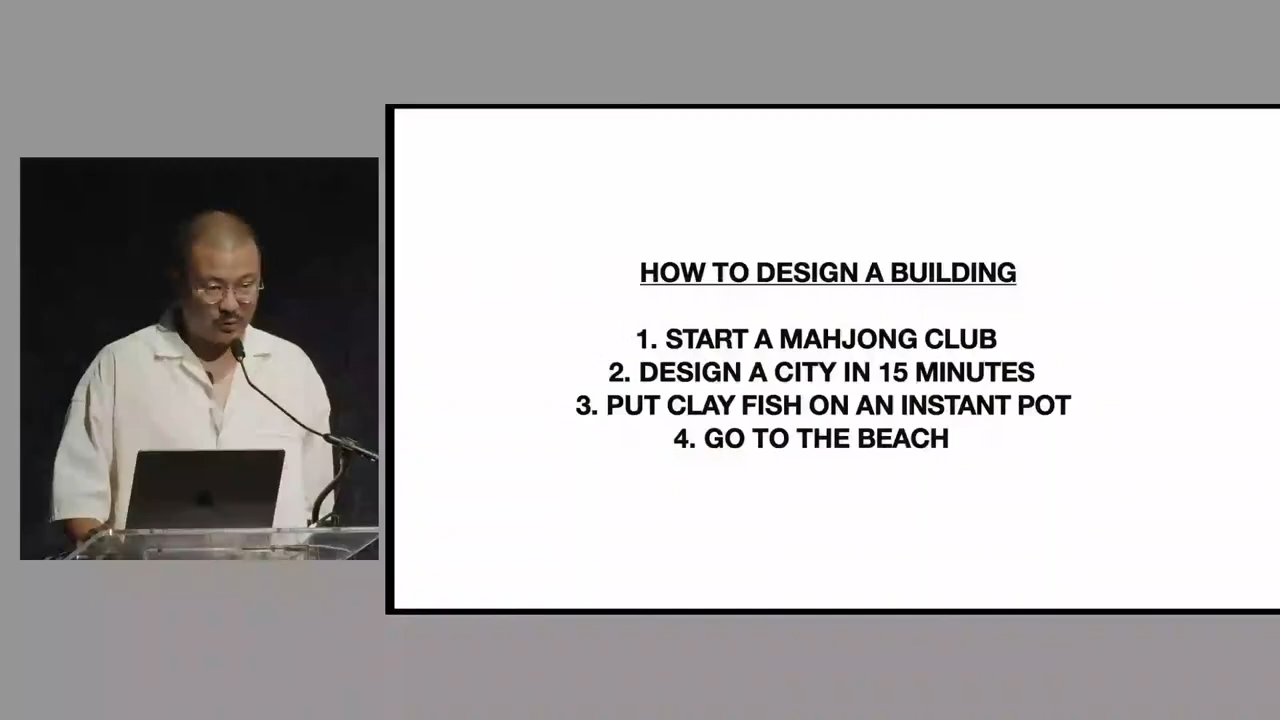 HOW TO DESIGN A BUILDING
1. START A MAHJONG CLUB
2. DESIGN A CITY IN 15 MINUTES
3. PUT CLAY FISH ON AN INSTANT POT
4. GO TO THE BEACH